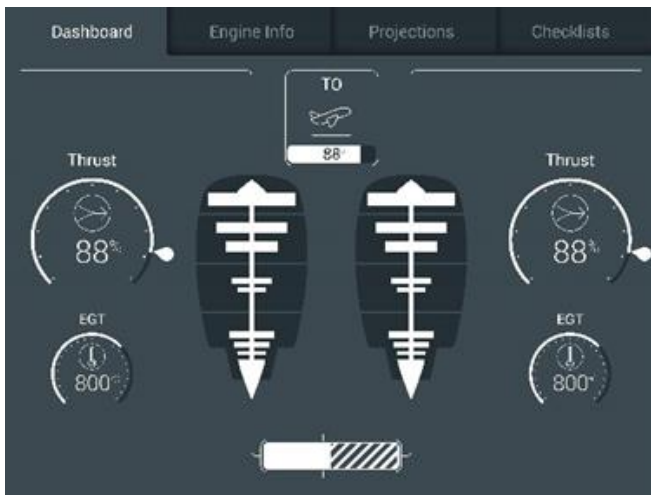 Dashboard
Engine Info
Projections
Checklists
TO
88
Thrust
88%
Thrust
88%
EGT
800
EGT
800